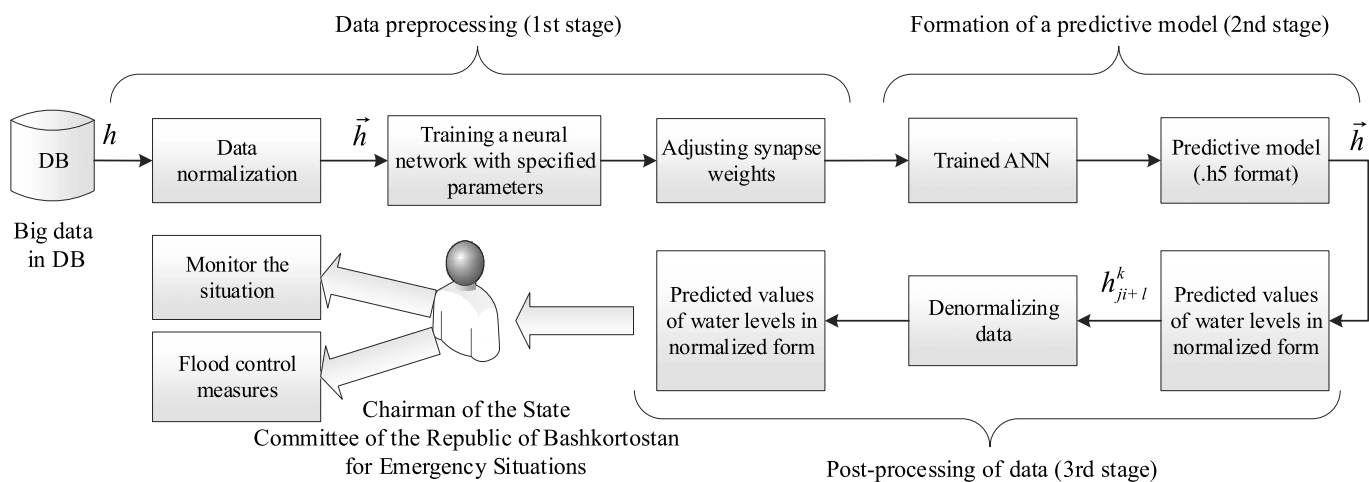 Data preprocessing (1st stage)
Formation of a predictive model (2nd stage)
DB
Big data
in DB
h
Data
normalization
h⃗
Training a neural
network with specified
parameters
Adjusting synapse
weights
Trained ANN
Predictive model
(.h5 format)
h⃗
Predicted values
of water levels in
normalized form
h^k_{ji+l}
Denormalizing
data
Predicted values
of water levels in
normalized form
Post-processing of data (3rd stage)
Chairman of the State
Committee of the Republic of Bashkortostan
for Emergency Situations
Monitor the
situation
Flood control
measures